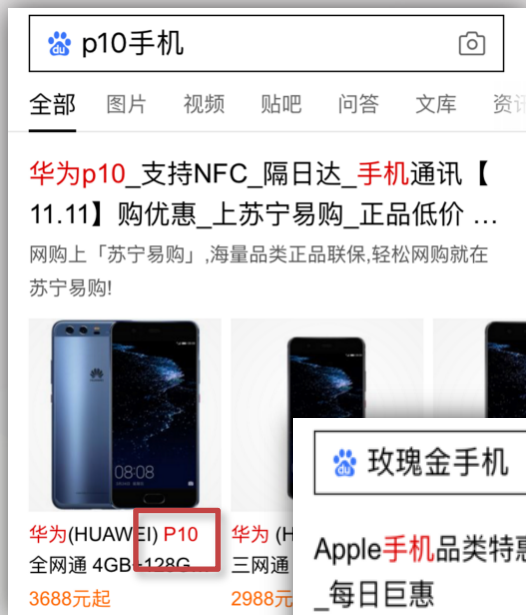 du p10手机
全部 图片 视频 贴吧 问答 文库 资讯
华为p10_支持NFC_隔日达_手机通讯【
11.11】购优惠_上苏宁易购_正品低价 ...
网购上「苏宁易购」,海量品类正品联保,轻松网购就在
苏宁易购!
08:08
华为(HUAWEI) P10
全网通 4GB+128G...
3688元起
华为 (H
三网通
2988元
du 玫瑰金手机
Apple手机品类特惠
_每日巨惠